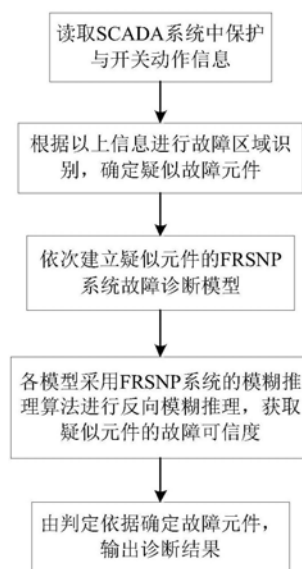 读取SCADA系统中保护
与开关动作信息
根据以上信息进行故障区域识
别，确定疑似故障元件
依次建立疑似元件的FRSNP
系统故障诊断模型
各模型采用FRSNP系统的模糊推
理算法进行反向模糊推理，获取
疑似元件的故障可信度
由判定依据确定故障元件，
输出诊断结果